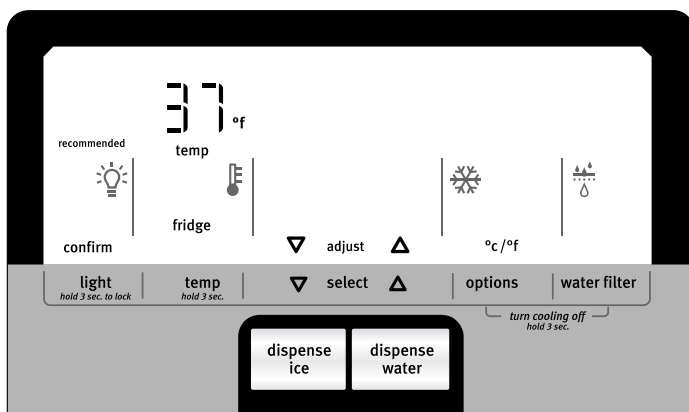 37 °f
recommended
temp
fridge
confirm
adjust
°c/°f
light
hold 3 sec. to lock
temp
hold 3 sec.
select
options
water filter
turn cooling off
hold 3 sec.
dispense
ice
dispense
water